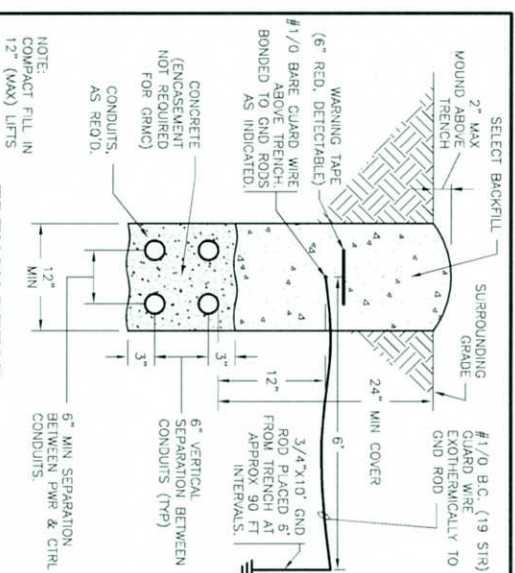 SELECT BACKFILL
2" MAX
MOUND ABOVE
TRENCH
SURROUNDING
GRADE
#1/0 B.C. (19 STR)
GUARD WIRE
EXOTHERMICALLY TO
GND ROD
WARNING TAPE
(6" RED, DETECTABLE)
#1/0 BARE GUARD WIRE
ABOVE TRENCH.
BONDED TO GND RODS
AS INDICATED.
6'
24" MIN COVER
12"
3/4"X10' GND
ROD PLACED 6'
FROM TRENCH AT
APPROX 90 FT
INTERVALS.
CONCRETE
(ENCASEMENT
NOT REQUIRED
FOR GRMC)
CONDUITS,
AS REQ'D.
3"
3"
6" VERTICAL
SEPARATION BETWEEN
CONDUITS (TYP)
12"
MIN
6" MIN SEPARATION
BETWEEN PWR & CTRL
CONDUITS.
NOTE:
COMPACT FILL IN
12" (MAX) LIFTS